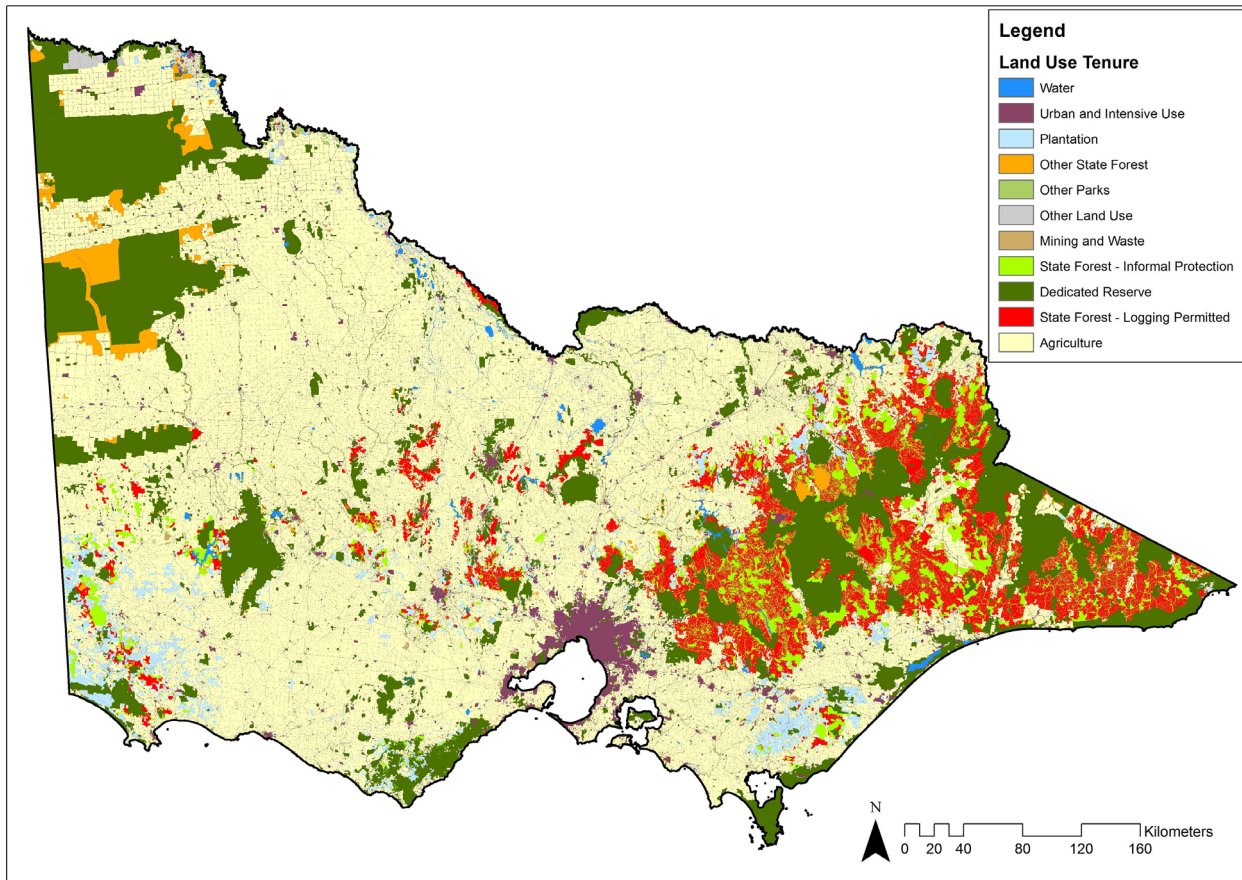 Legend
Land Use Tenure
Water
Urban and Intensive Use
Plantation
Other State Forest
Other Parks
Other Land Use
Mining and Waste
State Forest - Informal Protection
Dedicated Reserve
State Forest - Logging Permitted
Agriculture
N
Kilometers
0 20 40 80 120 160